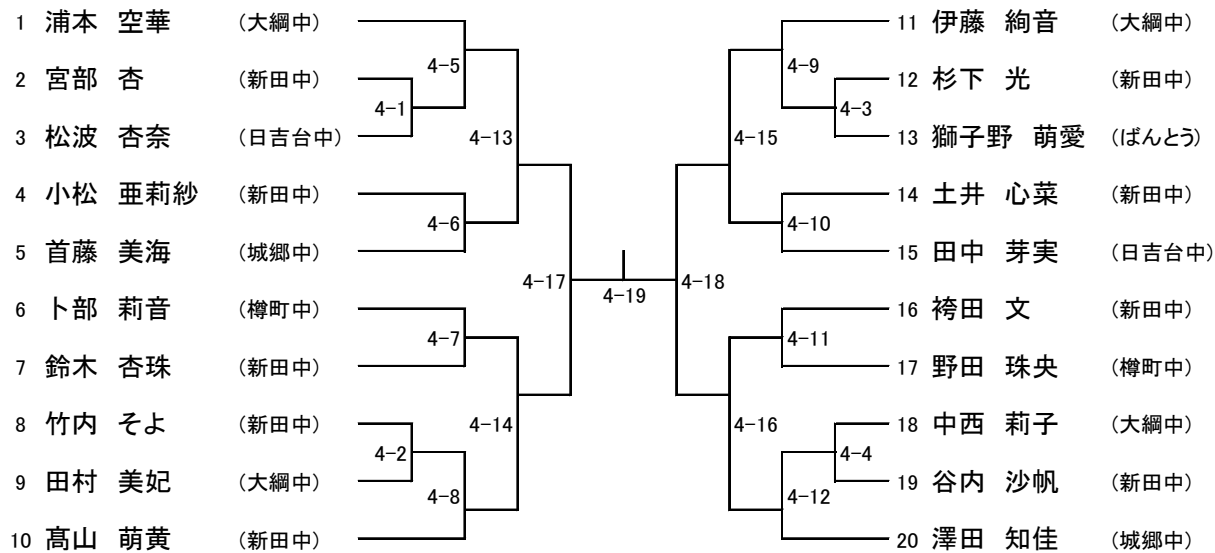 1 浦本 空華 (大綱中)
2 宮部 杏 (新田中)
3 松波 杏奈 (日吉台中)
4 小松 亜莉紗 (新田中)
5 首藤 美海 (城郷中)
6 卜部 莉音 (樽町中)
7 鈴木 杏珠 (新田中)
8 竹内 そよ (新田中)
9 田村 美妃 (大綱中)
10 髙山 萌黄 (新田中)
4-1
4-2
4-5
4-6
4-7
4-8
4-13
4-14
4-17
4-19
4-18
4-15
4-16
4-9
4-10
4-11
4-12
4-3
4-4
11 伊藤 絢音 (大綱中)
12 杉下 光 (新田中)
13 獅子野 萌愛 (ばんとう)
14 土井 心菜 (新田中)
15 田中 芽実 (日吉台中)
16 袴田 文 (新田中)
17 野田 珠央 (樽町中)
18 中西 莉子 (大綱中)
19 谷内 沙帆 (新田中)
20 澤田 知佳 (城郷中)